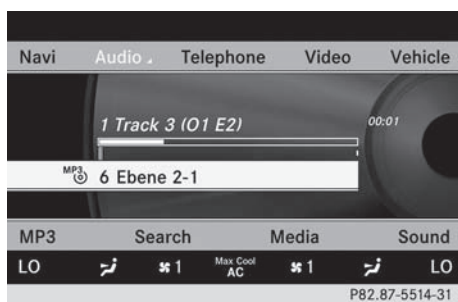 Navi Audio Telephone Video Vehicle
1 Track 3 (O1 E2) 00:01
MP3 6 Ebene 2-1
MP3 Search Media Sound
LO 1 Max Cool AC 1 LO
P82.87-5514-31